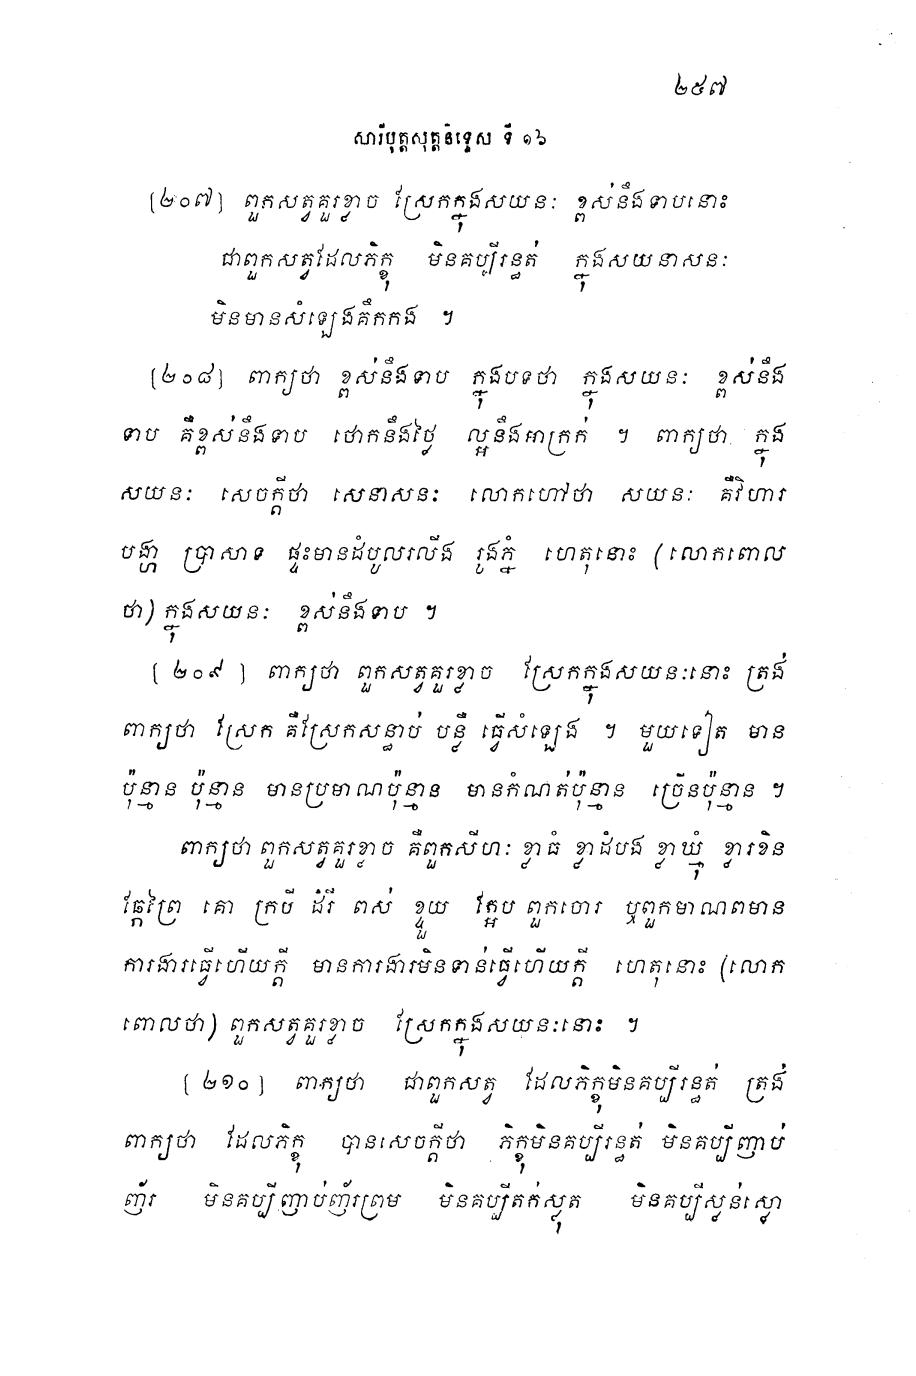 ២៥៧
សារីបុត្តសុត្តនិទ្ទេស ទី ១៦
[២០៧] ពួកសត្វគួរខ្លាច ស្រែកក្នុងសយនៈ ខ្ពស់នឹងទាបនោះ
ជាពួកសត្វដែលភិក្ខុ មិនគប្បីរន្ធត់ ក្នុងសយនាសនៈ
មិនមានសំឡេងគឹកកង ។
[២០៨] ពាក្យថា ខ្ពស់នឹងទាប ក្នុងបទថា ក្នុងសយនៈ ខ្ពស់នឹង
ទាប គឺខ្ពស់នឹងទាប ថោកនឹងថ្លៃ ល្អនឹងអាក្រក់ ។ ពាក្យថា ក្នុង
សយនៈ សេចក្តីថា សេនាសនៈ លោកហៅថា សយនៈ គឺវិហារ
បង្ហា ប្រាសាទ ផ្ទះមានដំបូលរលីង រូងភ្នំ ហេតុនោះ (លោកពោល
ថា) ក្នុងសយនៈ ខ្ពស់នឹងទាប ។
[ ២០៩ ] ពាក្យថា ពួកសត្វគួរខ្លាច ស្រែកក្នុងសយនៈនោះ ត្រង់
ពាក្យថា ស្រែក គឺស្រែកសន្ធាប់ បន្លឺ ធ្វើសំឡេង ។ មួយទៀត មាន
ប៉ុន្មាន ប៉ុន្មាន មានប្រមាណប៉ុន្មាន មានកំណត់ប៉ុន្មាន ច្រើនប៉ុន្មាន ។
ពាក្យថា ពួកសត្វគួរខ្លាច គឺពួកសីហៈ ខ្លាធំ ខ្លាដំបង ខ្លាឃ្មុំ ខ្លារខិន
ឆ្កែព្រៃ គោ ក្របី ដំរី ពស់ ខ្ទួយ ក្អែប ពួកចោរ ឬពួកមាណពមាន
ការងារធ្វើហើយក្តី មានការងារមិនទាន់ធ្វើហើយក្តី ហេតុនោះ (លោក
ពោលថា) ពួកសត្វគួរខ្លាច ស្រែកក្នុងសយនៈនោះ ។
[ ២១០ ] ពាក្យថា ជាពួកសត្វ ដែលភិក្ខុមិនគប្បីរន្ធត់ ត្រង់
ពាក្យថា ដែលភិក្ខុ បានសេចក្តីថា ភិក្ខុមិនគប្បីរន្ធត់ មិនគប្បីញាប់
ញ័រ មិនគប្បីញាប់ញ័រព្រម មិនគប្បីតក់ស្លុត មិនគប្បីស្លន់ស្លោ